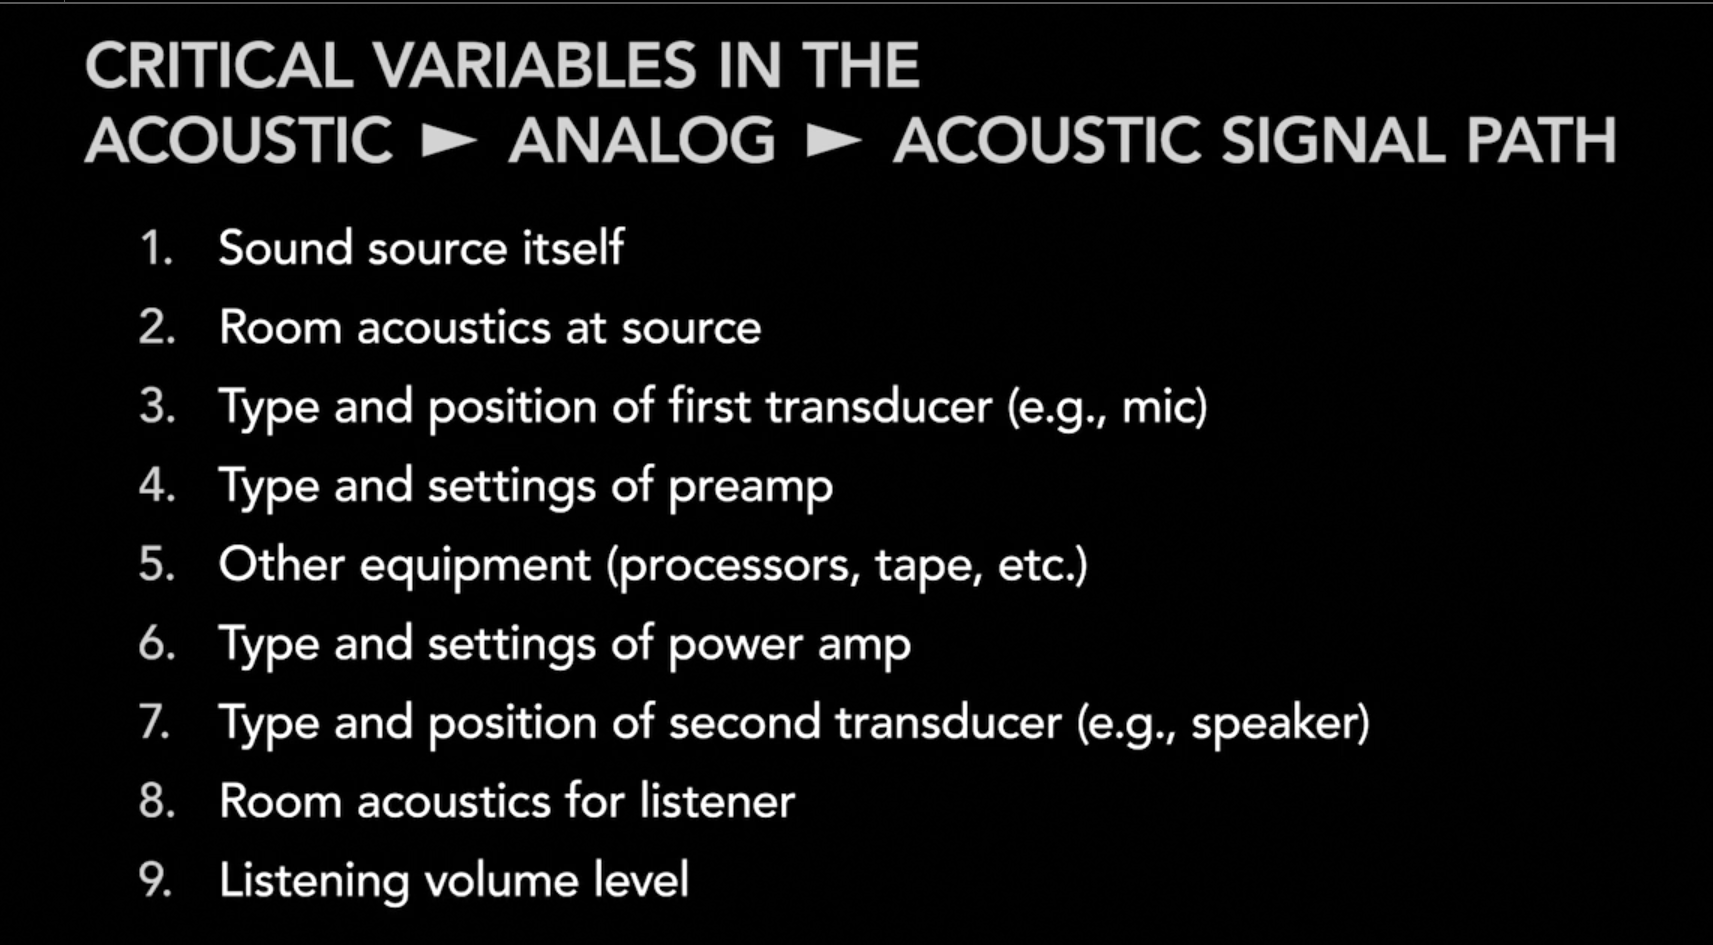 CRITICAL VARIABLES IN THE
ACOUSTIC ► ANALOG ► ACOUSTIC SIGNAL PATH
1. Sound source itself
2. Room acoustics at source
3. Type and position of first transducer (e.g., mic)
4. Type and settings of preamp
5. Other equipment (processors, tape, etc.)
6. Type and settings of power amp
7. Type and position of second transducer (e.g., speaker)
8. Room acoustics for listener
9. Listening volume level